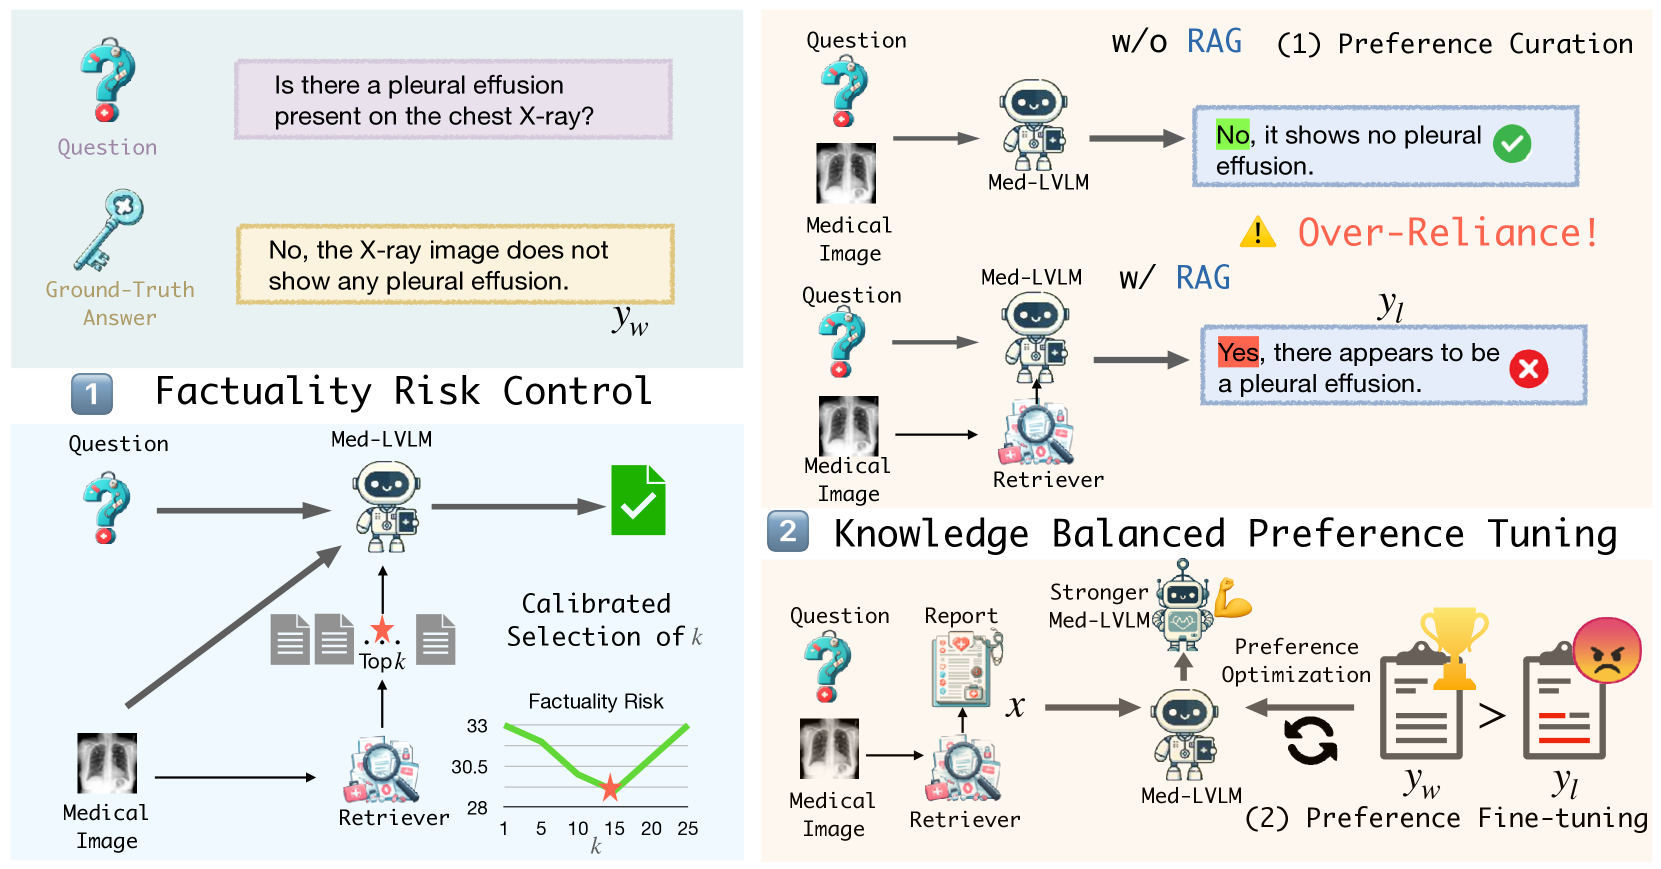 Is there a pleural effusion
present on the chest X-ray?
Question
No, the X-ray image does not
show any pleural effusion.
Ground-Truth
Answer
y_w
1 Factuality Risk Control
Question
Med-LVLM
Calibrated
Selection of k
...
Top k
Factuality Risk
33
30.5
28
1 5 10 15 20 25
k
Medical
Image
Retriever
Question
w/o RAG
(1) Preference Curation
No, it shows no pleural
effusion.
Med-LVLM
Medical
Image
Over-Reliance!
Question
Med-LVLM
w/ RAG
y_l
Yes, there appears to be
a pleural effusion.
Medical
Image
Retriever
2 Knowledge Balanced Preference Tuning
Question
Report
Stronger
Med-LVLM
Preference
Optimization
x
>
Medical
Image
Retriever
Med-LVLM
y_w
y_l
(2) Preference Fine-tuning